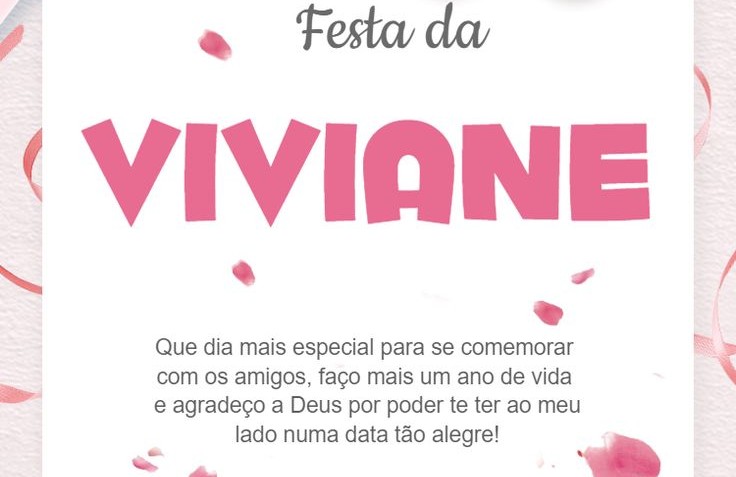 Festa da
VIVIANE
Que dia mais especial para se comemorar
com os amigos, faço mais um ano de vida
e agradeço a Deus por poder te ter ao meu
lado numa data tão alegre!